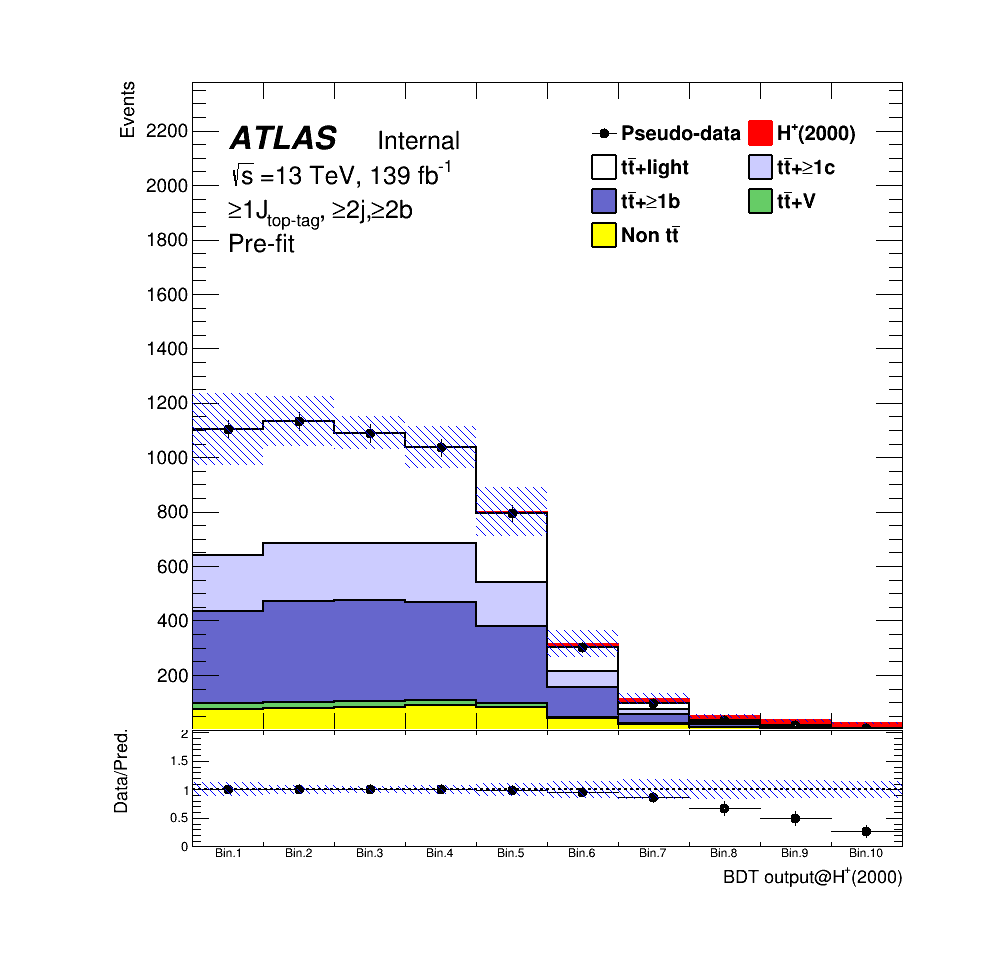 Events
2200
2000
1800
1600
1400
1200
1000
800
600
400
200
ATLAS Internal
√s =13 TeV, 139 fb⁻¹
≥1J_top-tag, ≥2j,≥2b
Pre-fit
Pseudo-data
H⁺(2000)
tt̄+light
tt̄+≥1c
tt̄+≥1b
tt̄+V
Non tt̄
Data/Pred.
2
1.5
1
0.5
0
Bin.1 Bin.2 Bin.3 Bin.4 Bin.5 Bin.6 Bin.7 Bin.8 Bin.9 Bin.10
BDT output@H⁺(2000)